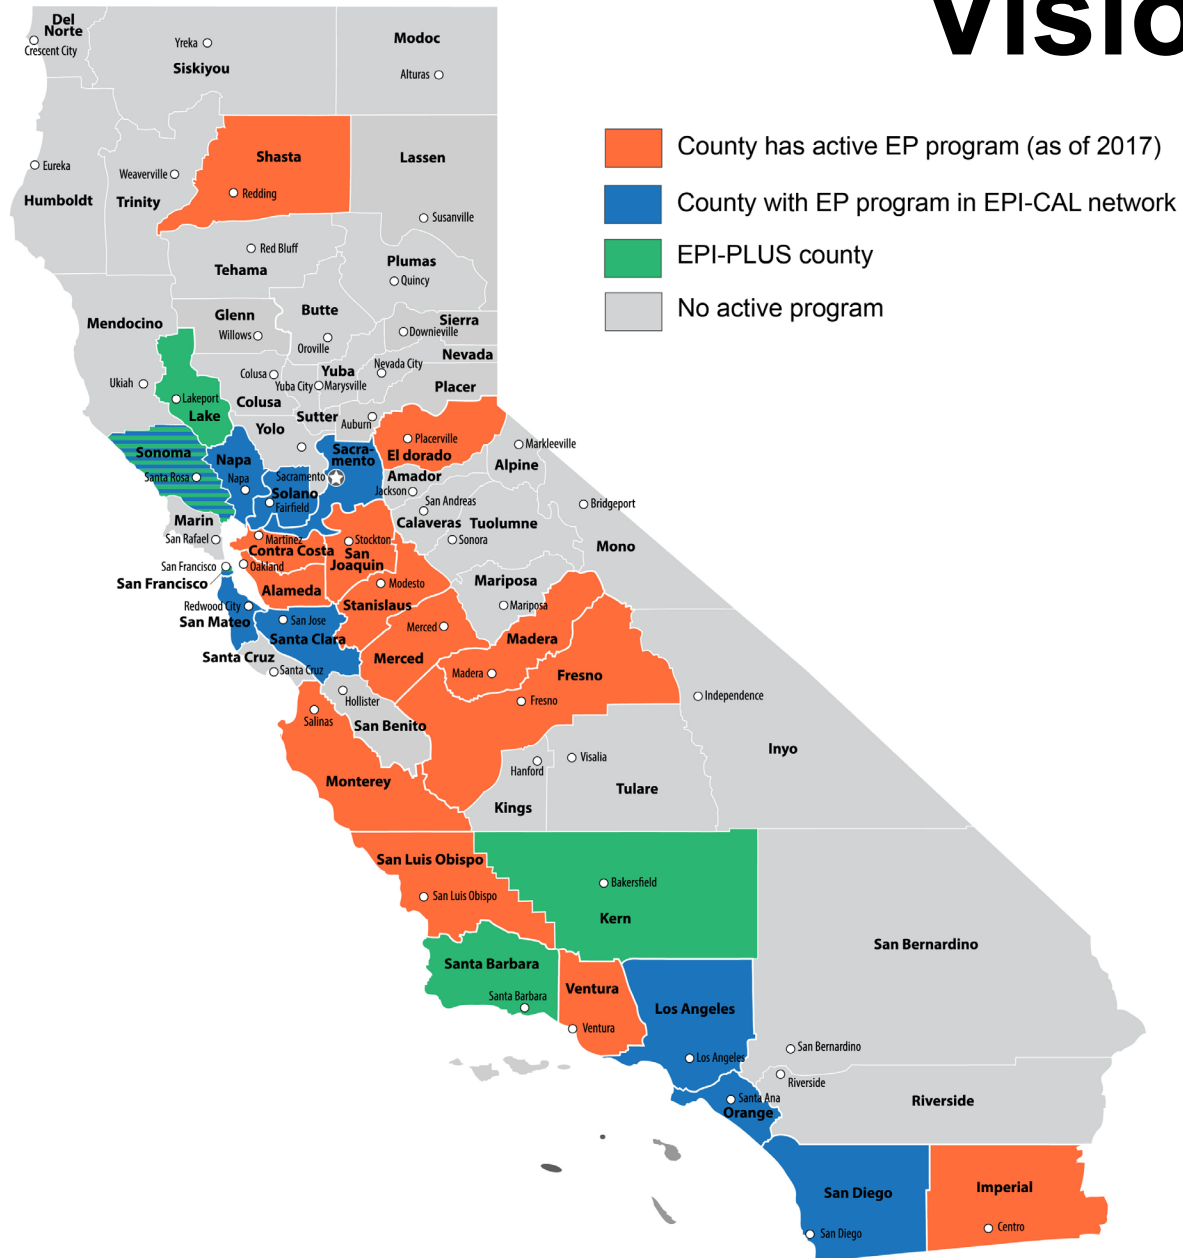 Visio
County has active EP program (as of 2017)
County with EP program in EPI-CAL network
EPI-PLUS county
No active program
Del
Norte
Crescent City
Yreka
Siskiyou
Modoc
Alturas
Eureka
Humboldt
Weaverville
Trinity
Shasta
Redding
Lassen
Susanville
Red Bluff
Tehama
Plumas
Quincy
Mendocino
Ukiah
Glenn
Willows
Butte
Oroville
Sierra
Downieville
Nevada
Nevada City
Placer
Auburn
Lakeport
Lake
Colusa
Colusa
Yuba
Yuba City
Marysville
Sutter
Yolo
Sonoma
Santa Rosa
Napa
Napa
Sacra-
mento
Sacramento
Solano
Fairfield
Placerville
El dorado
Markleeville
Alpine
Amador
Jackson
San Andreas
Calaveras
Tuolumne
Sonora
Bridgeport
Mono
Marin
San Rafael
Martinez
Contra Costa
Stockton
San
Joaquin
San Francisco
San Francisco
Oakland
Alameda
Modesto
Stanislaus
Mariposa
Mariposa
Redwood City
San Mateo
San Jose
Santa Clara
Merced
Merced
Madera
Madera
Santa Cruz
Santa Cruz
Fresno
Fresno
Independence
Inyo
Hollister
San Benito
Salinas
Monterey
Hanford
Kings
Visalia
Tulare
San Luis Obispo
San Luis Obispo
Bakersfield
Kern
San Bernardino
San Bernardino
Santa Barbara
Santa Barbara
Ventura
Ventura
Los Angeles
Los Angeles
Riverside
Riverside
Santa Ana
Orange
San Diego
San Diego
Imperial
Centro